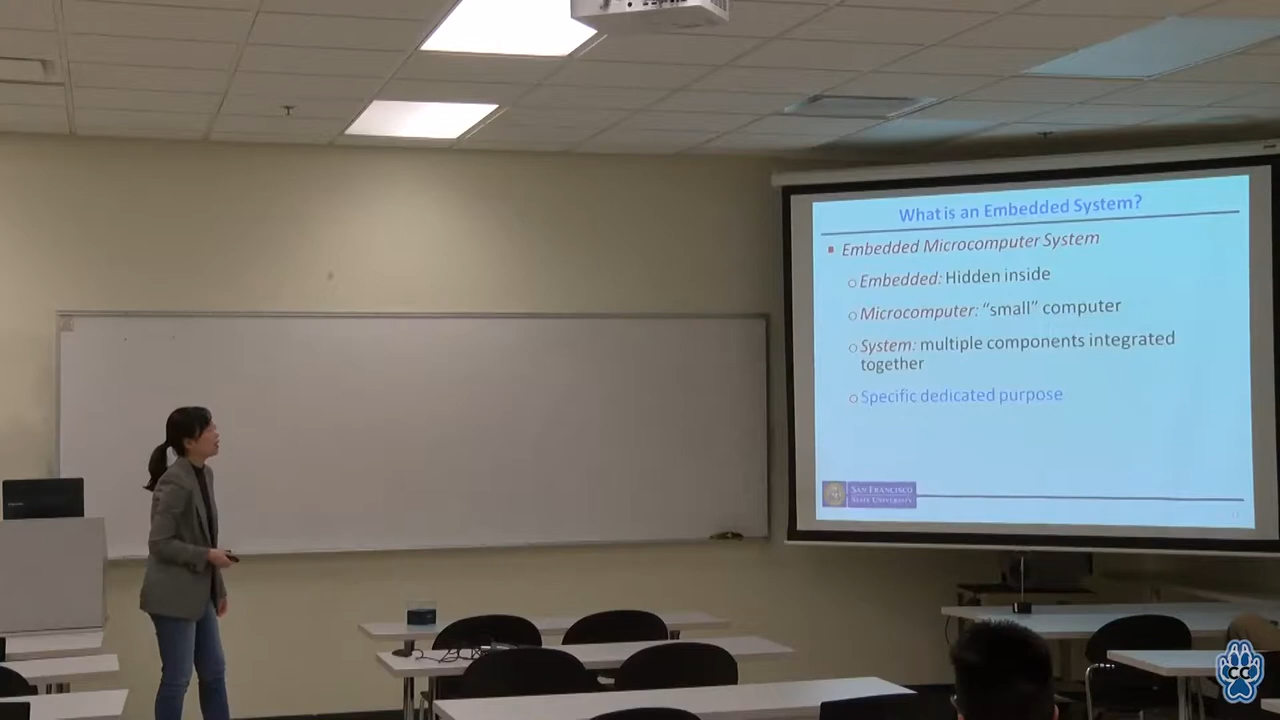 What is an Embedded System?
Embedded Microcomputer System
Embedded: Hidden inside
Microcomputer: “small” computer
System: multiple components integrated
together
Specific dedicated purpose
SAN FRANCISCO
STATE UNIVERSITY
CC